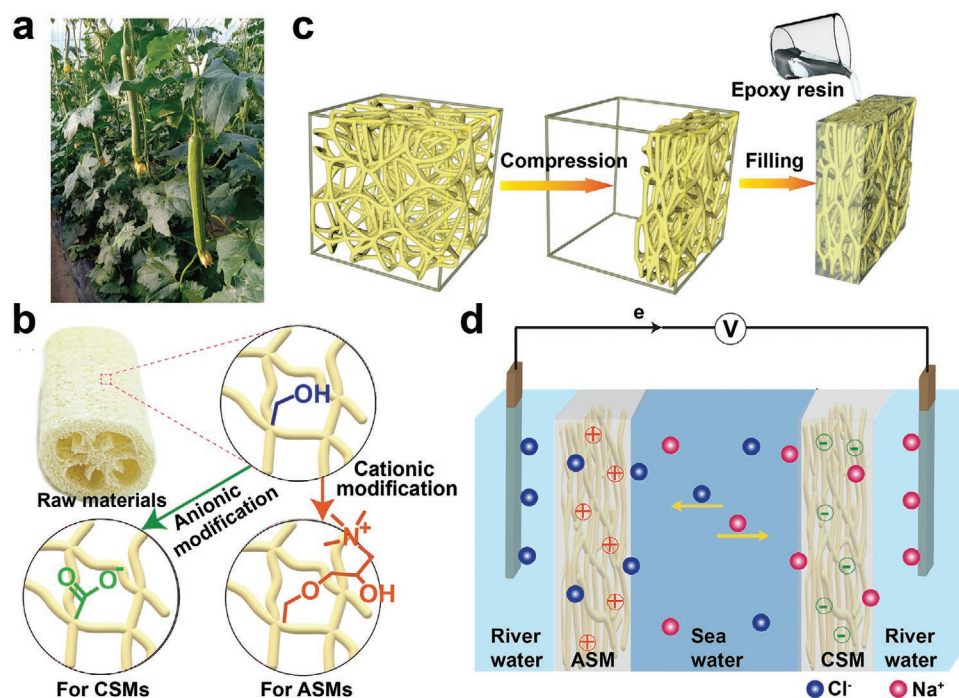 a
b
Raw materials
OH
Anionic
modification
Cationic
modification
O
O
-
For CSMs
N+
O
OH
For ASMs
c
Compression
Filling
Epoxy resin
d
e
V
+
+
+
+
+
+
-
-
-
-
-
-
River
water
ASM
Sea
water
CSM
River
water
Cl-
Na+